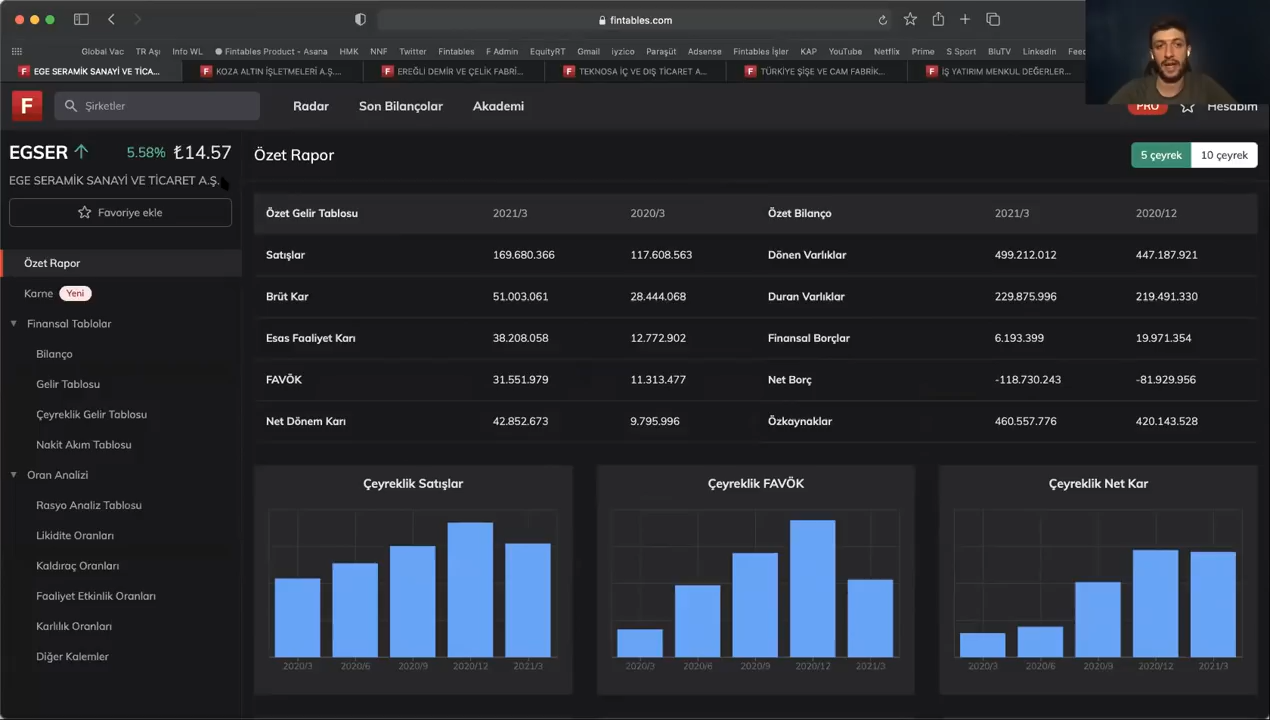 fintables.com
Global Vac TR Aşı Info WL Fintables Product - Asana HMK NNF Twitter Fintables F Admin EquityRT Gmail iyzico Paraşüt Adsense Fintables İşler KAP YouTube Netflix Prime S Sport BluTV LinkedIn Feed
F EGE SERAMİK SANAYİ VE TİCA... F KOZA ALTIN İŞLETMELERİ A.Ş.... F EREĞLİ DEMİR VE ÇELİK FABRİ... F TEKNOSA İÇ VE DIŞ TİCARET A... F TÜRKİYE ŞİŞE VE CAM FABRİK... F İŞ YATIRIM MENKUL DEĞERLER...
F Şirketler Radar Son Bilançolar Akademi PRO Hesabım
EGSER 5.58% ₺14.57
EGE SERAMİK SANAYİ VE TİCARET A.Ş.
Favoriye ekle
Özet Rapor
Karne Yeni
Finansal Tablolar
Bilanço
Gelir Tablosu
Çeyreklik Gelir Tablosu
Nakit Akım Tablosu
Oran Analizi
Rasyo Analiz Tablosu
Likidite Oranları
Kaldıraç Oranları
Faaliyet Etkinlik Oranları
Karlılık Oranları
Diğer Kalemler
Özet Rapor 5 çeyrek 10 çeyrek
Özet Gelir Tablosu 2021/3 2020/3 Özet Bilanço 2021/3 2020/12
Satışlar 169.680.366 117.608.563 Dönen Varlıklar 499.212.012 447.187.921
Brüt Kar 51.003.061 28.444.068 Duran Varlıklar 229.875.996 219.491.330
Esas Faaliyet Karı 38.208.058 12.772.902 Finansal Borçlar 6.193.399 19.971.354
FAVÖK 31.551.979 11.313.477 Net Borç -118.730.243 -81.929.956
Net Dönem Karı 42.852.673 9.795.996 Özkaynaklar 460.557.776 420.143.528
Çeyreklik Satışlar
2020/3 2020/6 2020/9 2020/12 2021/3
Çeyreklik FAVÖK
2020/3 2020/6 2020/9 2020/12 2021/3
Çeyreklik Net Kar
2020/3 2020/6 2020/9 2020/12 2021/3